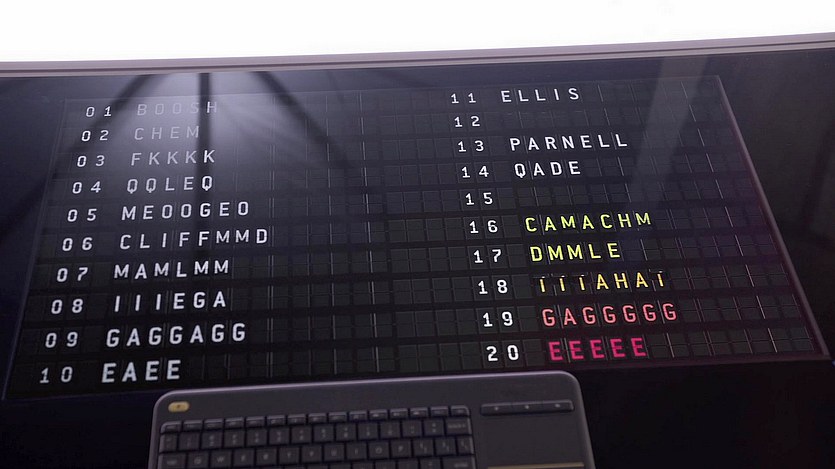 01 BOOSH
02 CHEM
03 FKKKK
04 QQLEQ
05 MEOOGEO
06 CLIFFMMD
07 MAMLMM
08 IIIEGA
09 GAGGAGG
10 EAEE
11 ELLIS
12
13 PARNELL
14 QADE
15
16 CAMACHM
17 DMMLE
18 IIIAHAI
19 GAGGGGG
20 EEEEE